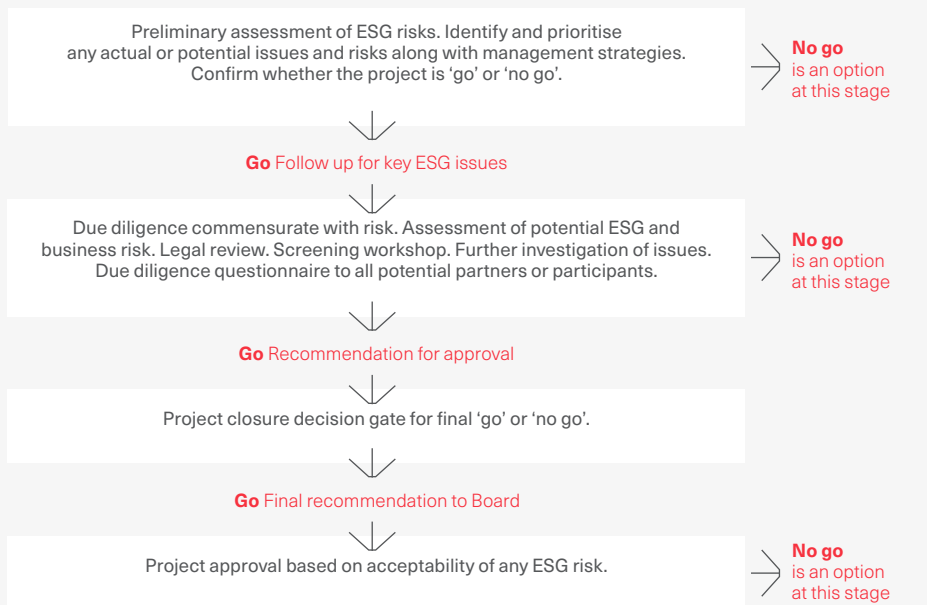 Preliminary assessment of ESG risks. Identify and prioritise
any actual or potential issues and risks along with management strategies.
Confirm whether the project is ‘go’ or ‘no go’.
No go
is an option
at this stage
Go Follow up for key ESG issues
Due diligence commensurate with risk. Assessment of potential ESG and
business risk. Legal review. Screening workshop. Further investigation of issues.
Due diligence questionnaire to all potential partners or participants.
No go
is an option
at this stage
Go Recommendation for approval
Project closure decision gate for final ‘go’ or ‘no go’.
Go Final recommendation to Board
Project approval based on acceptability of any ESG risk.
No go
is an option
at this stage